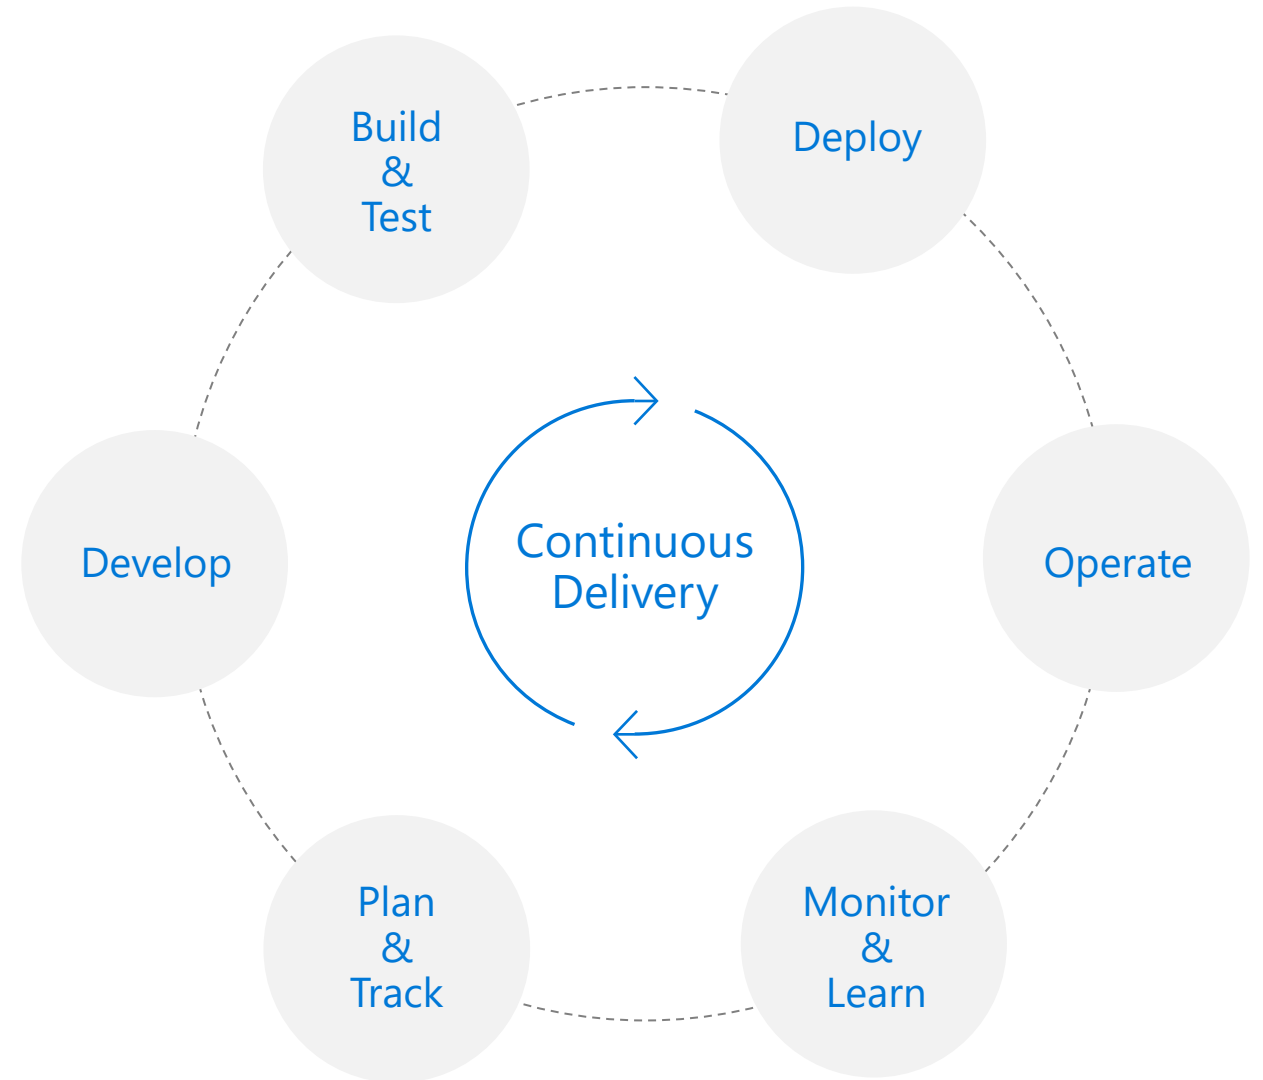 Build
&
Test
Deploy
Develop
Continuous
Delivery
Operate
Plan
&
Track
Monitor
&
Learn